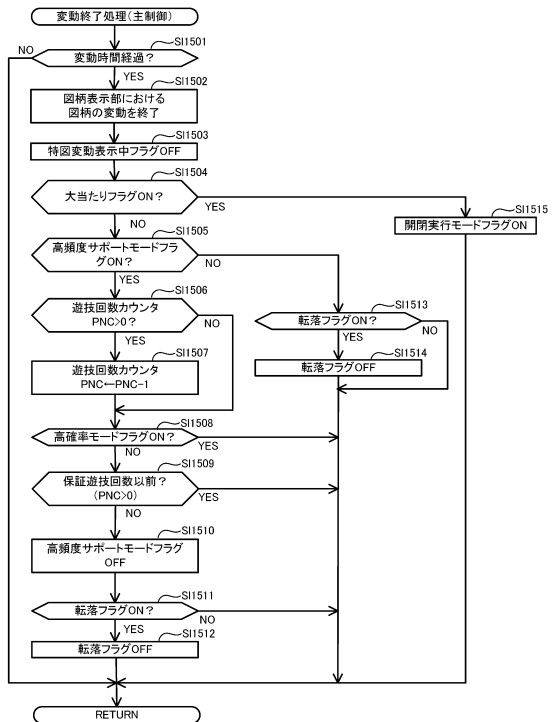 変動終了処理(主制御)
SI1501
変動時間経過?
NO
YES
SI1502
図柄表示部における
図柄の変動を終了
SI1503
特図変動表示中フラグOFF
SI1504
大当たりフラグON?
YES
NO
SI1515
開閉実行モードフラグON
SI1505
高頻度サポートモードフラ
グON?
NO
YES
SI1506
遊技回数カウンタ
PNC>0?
NO
YES
SI1513
転落フラグON?
NO
YES
SI1507
遊技回数カウンタ
PNC←PNC-1
SI1514
転落フラグOFF
SI1508
高確率モードフラグON?
YES
NO
SI1509
保証遊技回数以前?
(PNC>0)
YES
NO
SI1510
高頻度サポートモードフラグ
OFF
SI1511
転落フラグON?
NO
YES
SI1512
転落フラグOFF
RETURN